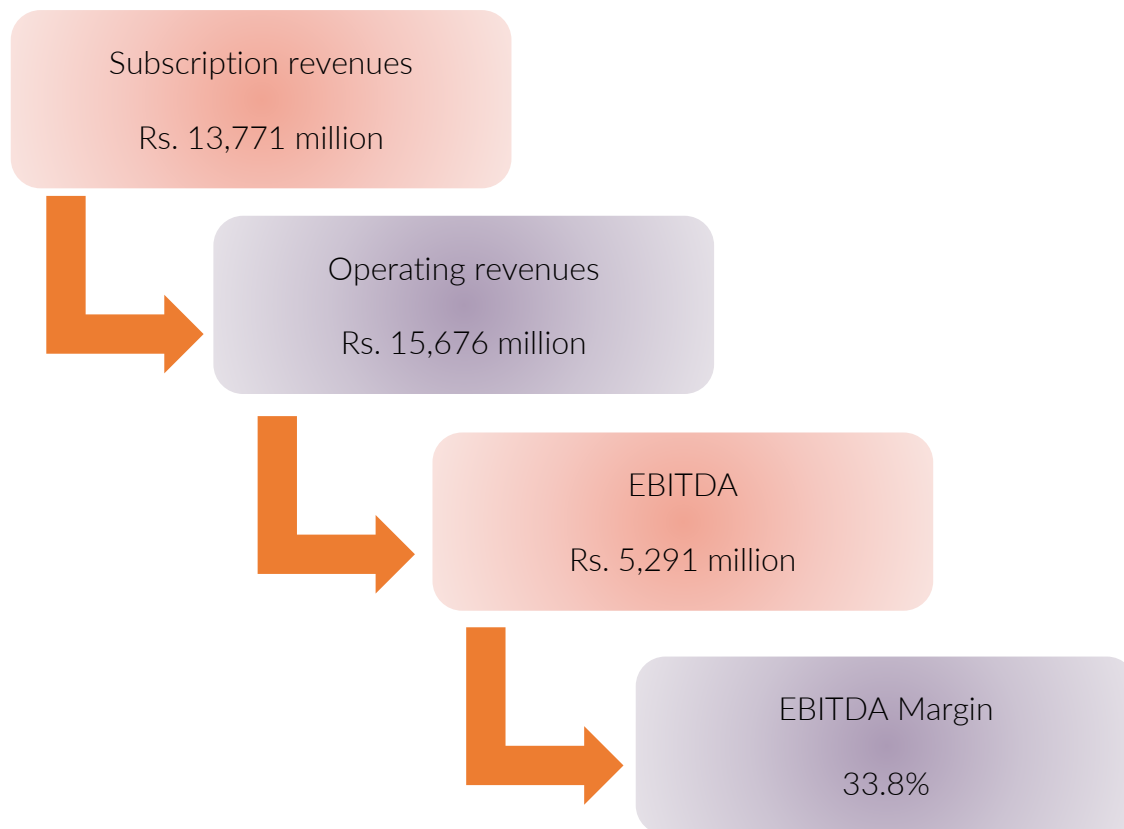 Subscription revenues
Rs. 13,771 million
Operating revenues
Rs. 15,676 million
EBITDA
Rs. 5,291 million
EBITDA Margin
33.8%